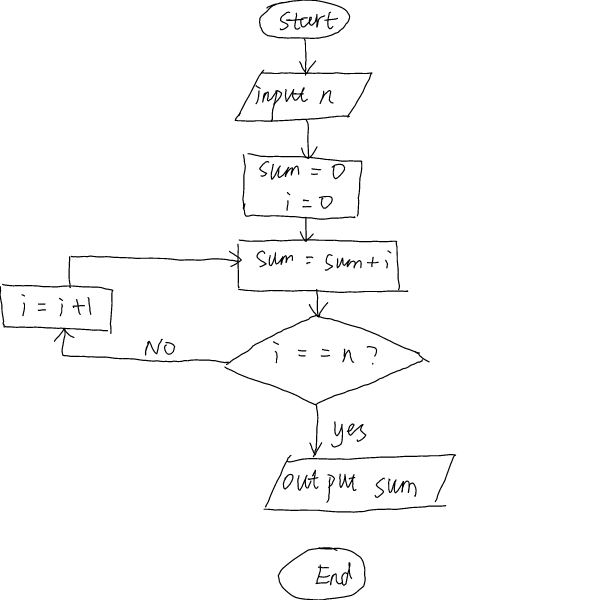 Start
input n
sum = 0
i = 0
sum = sum + i
i = i + 1
NO
i = = n ?
yes
output sum
End